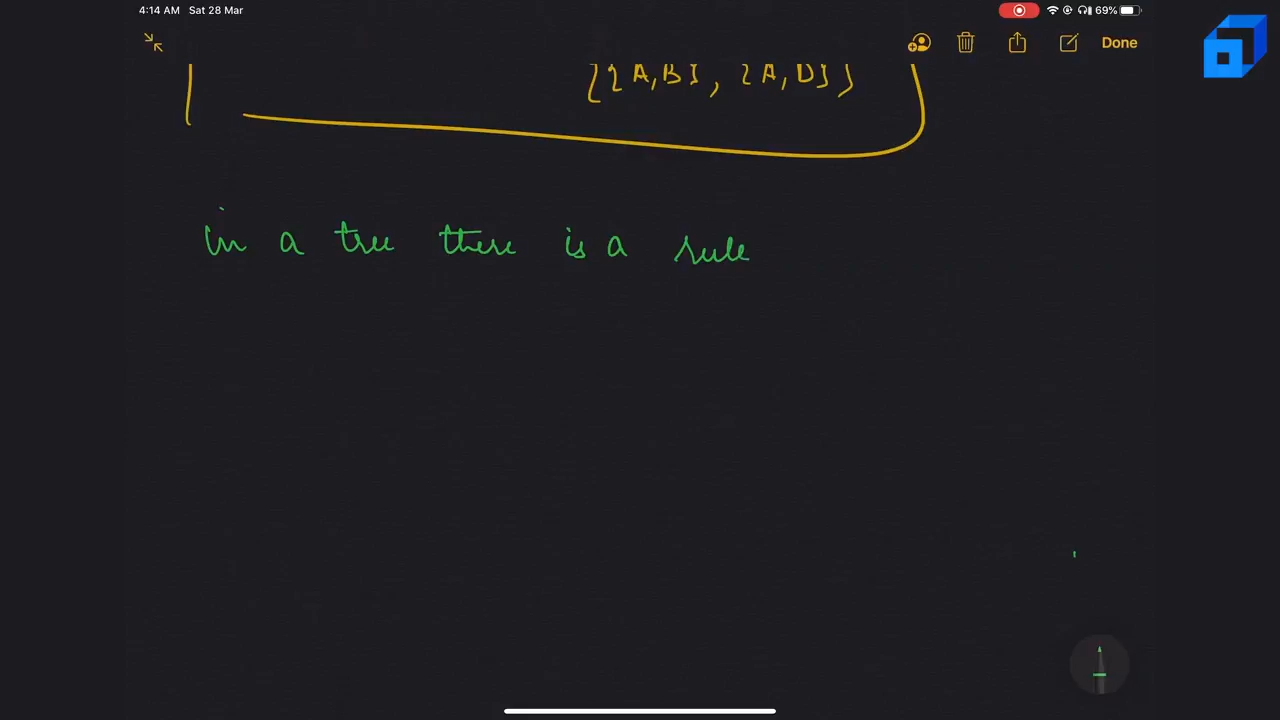 4:14 AM Sat 28 Mar
69%
Done
{{A,B}, {A,D}}
in a tree there is a rule